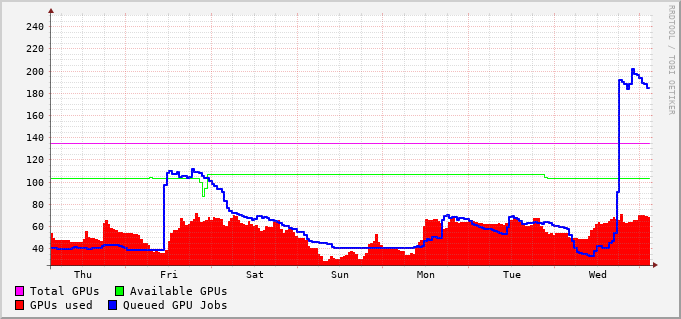 RRDTOOL / TOBI OETIKER
240
220
200
180
160
140
120
100
80
60
40
Thu Fri Sat Sun Mon Tue Wed
Total GPUs Available GPUs
GPUs used Queued GPU Jobs